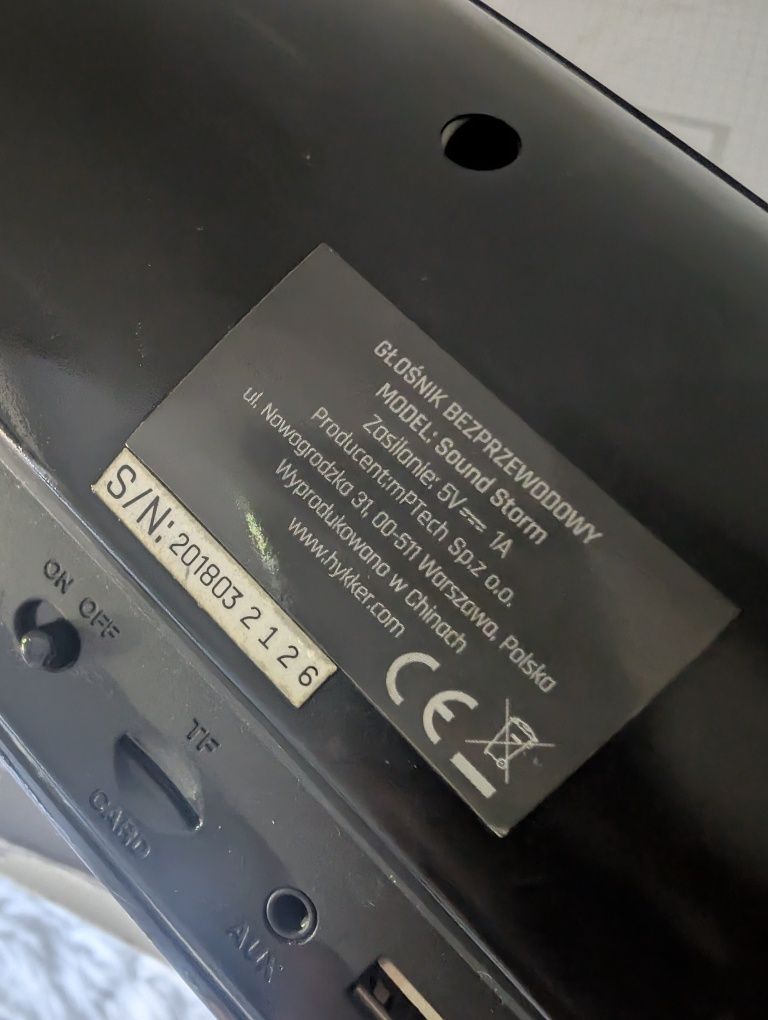 GŁOŚNIK BEZPRZEWODOWY
MODEL: Sound Storm
Zasilanie: 5V⎓ 1A
Producent:mPTech Sp.z o.o.
ul. Nowogrodzka 31, 00-511 Warszawa, Polska
Wyprodukowano w Chinach
www.hykker.com
CE
S/N: 201803 2 1 2 6
ON OFF
TF
CARD
AUX